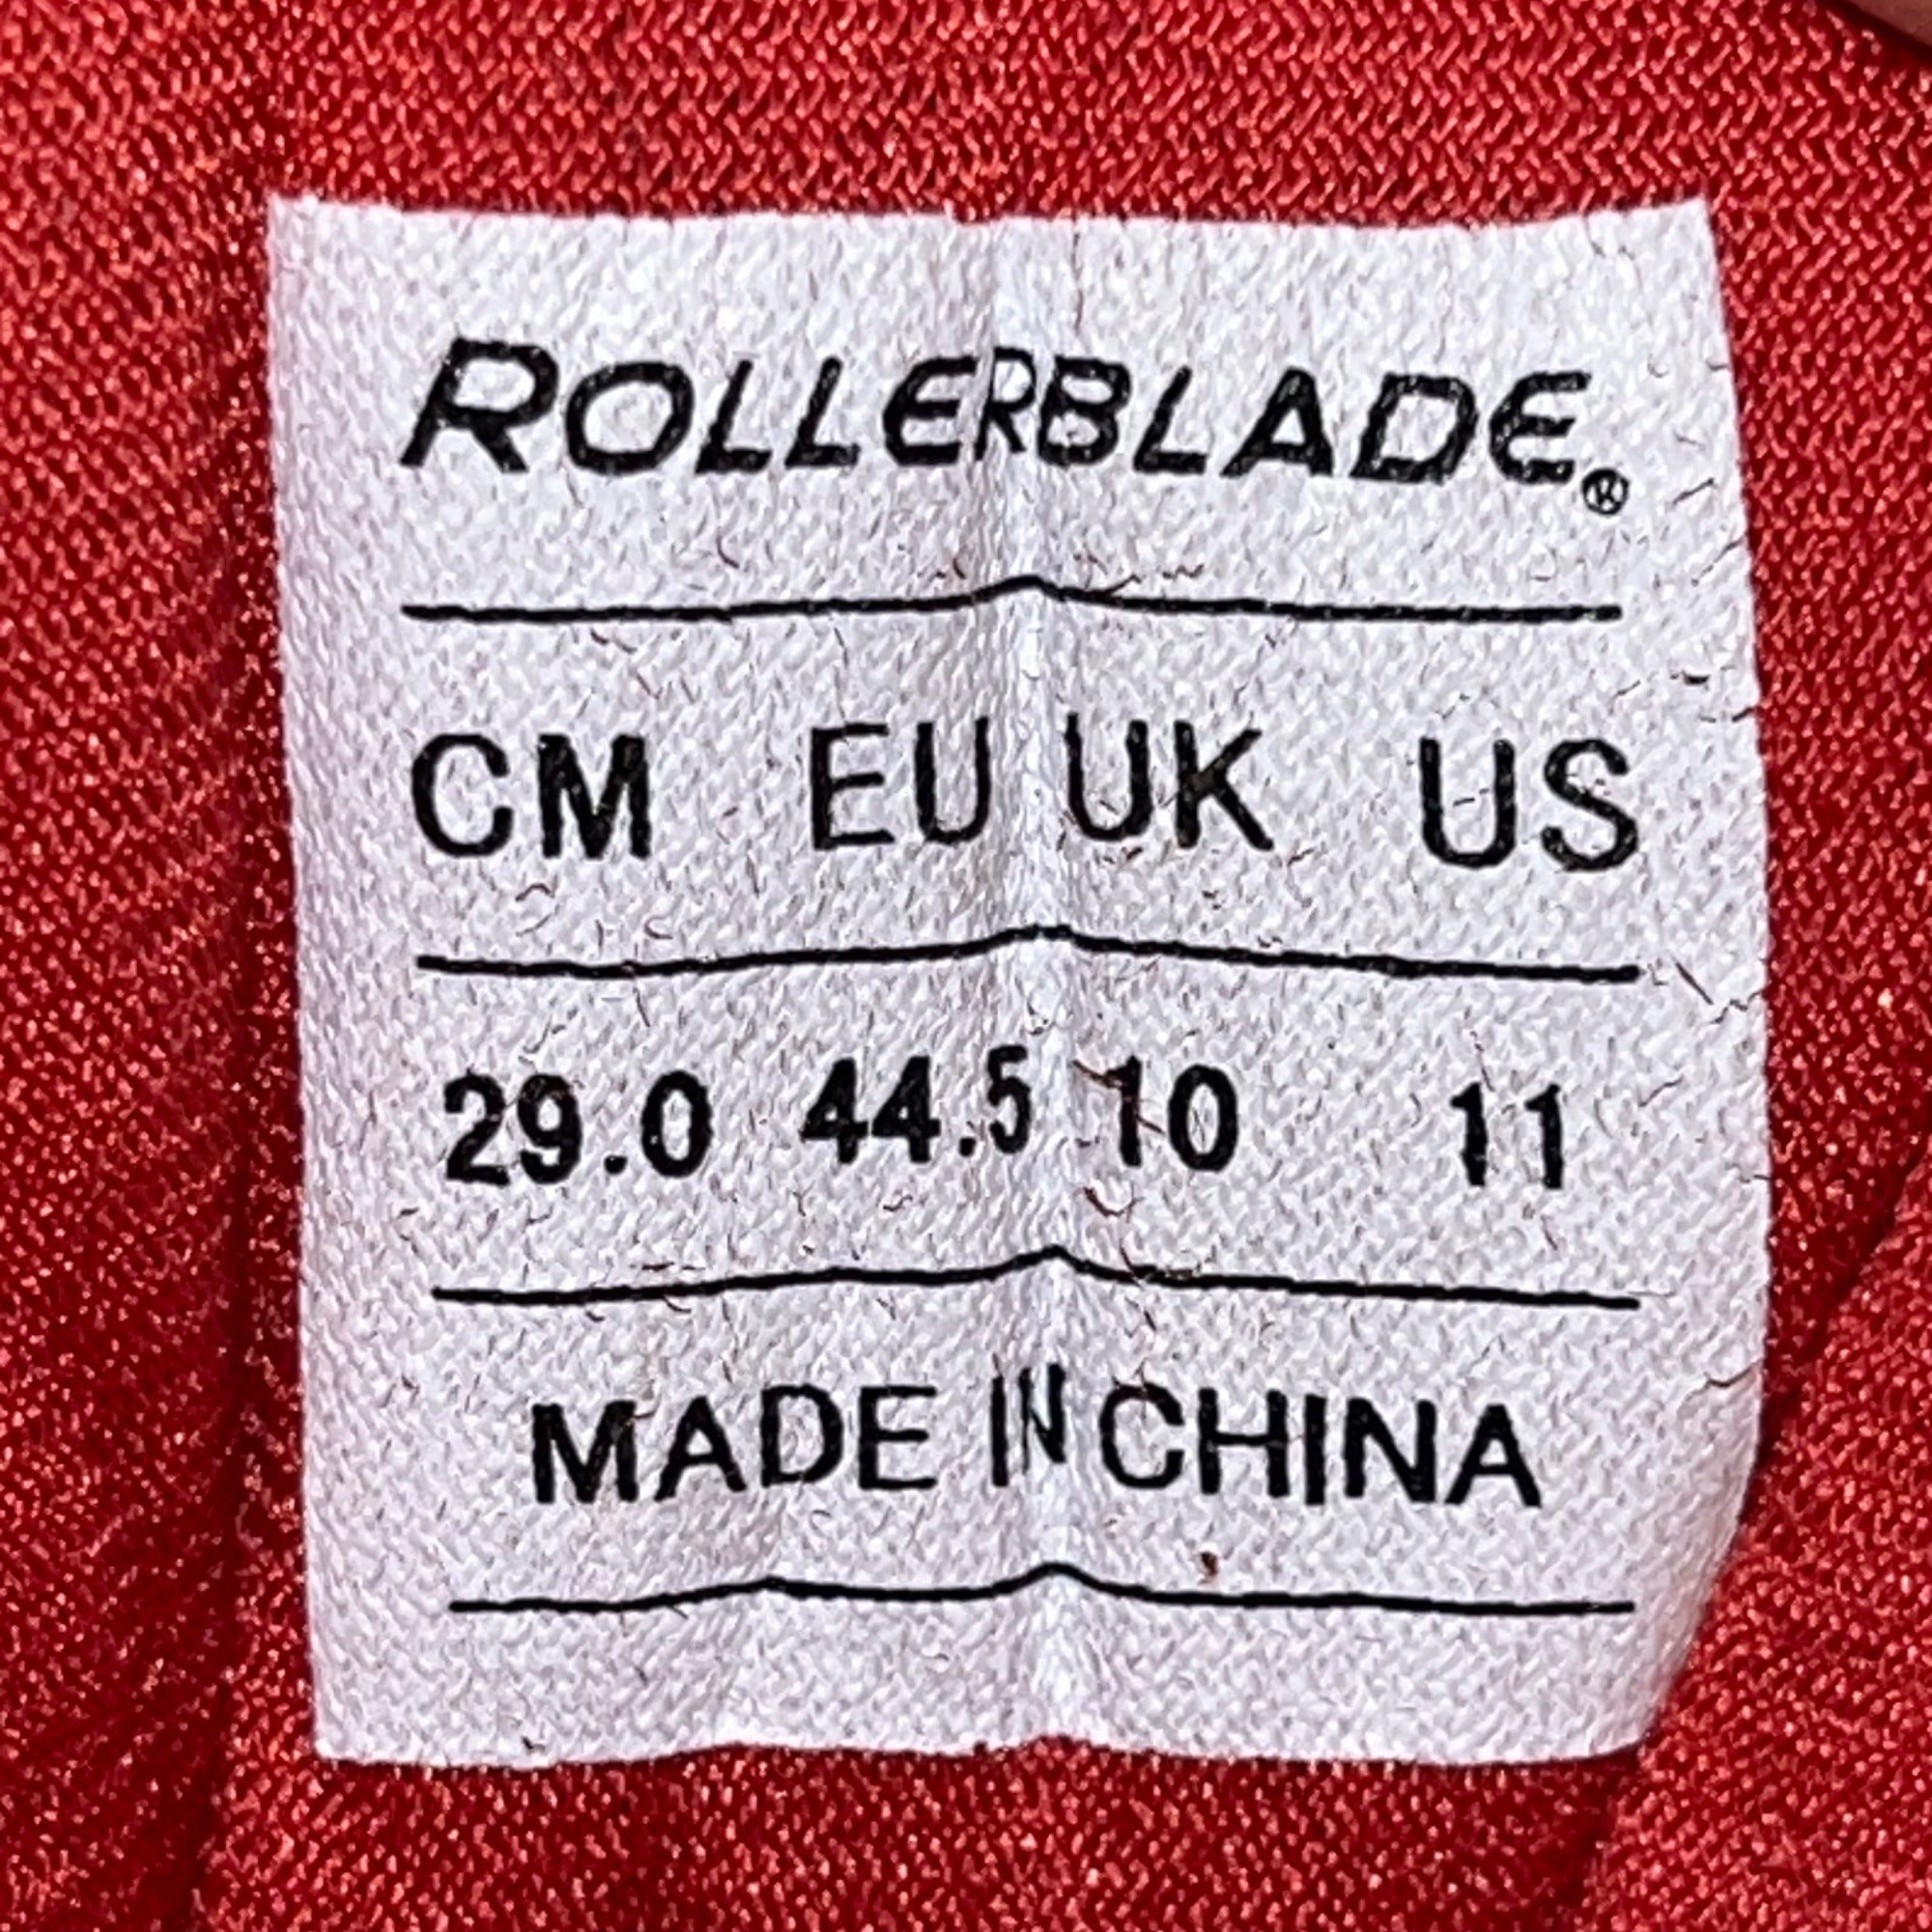 ROLLERBLADE®
CM EU UK US
29.0 44.5 10 11
MADE IN CHINA